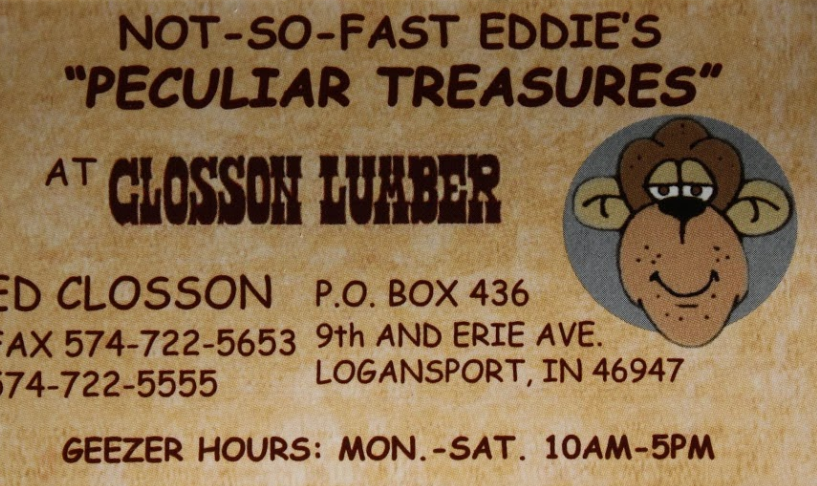 NOT-SO-FAST EDDIE'S
"PECULIAR TREASURES"
AT CLOSSON LUMBER
ED CLOSSON
FAX 574-722-5653
574-722-5555
P.O. BOX 436
9th AND ERIE AVE.
LOGANSPORT, IN 46947
GEEZER HOURS: MON.-SAT. 10AM-5PM